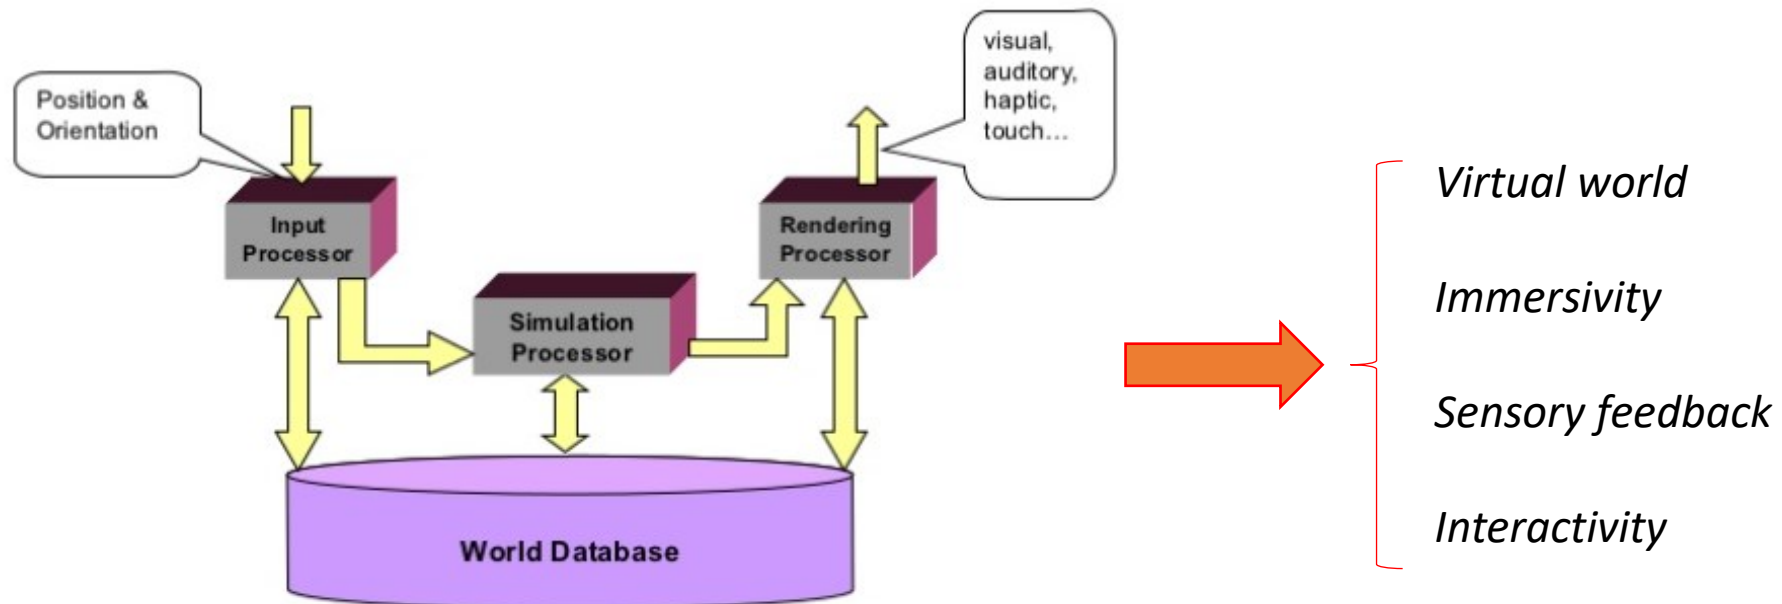 Position &
Orientation
visual,
auditory,
haptic,
touch...
Input
Processor
Rendering
Processor
Simulation
Processor
World Database
Virtual world
Immersivity
Sensory feedback
Interactivity